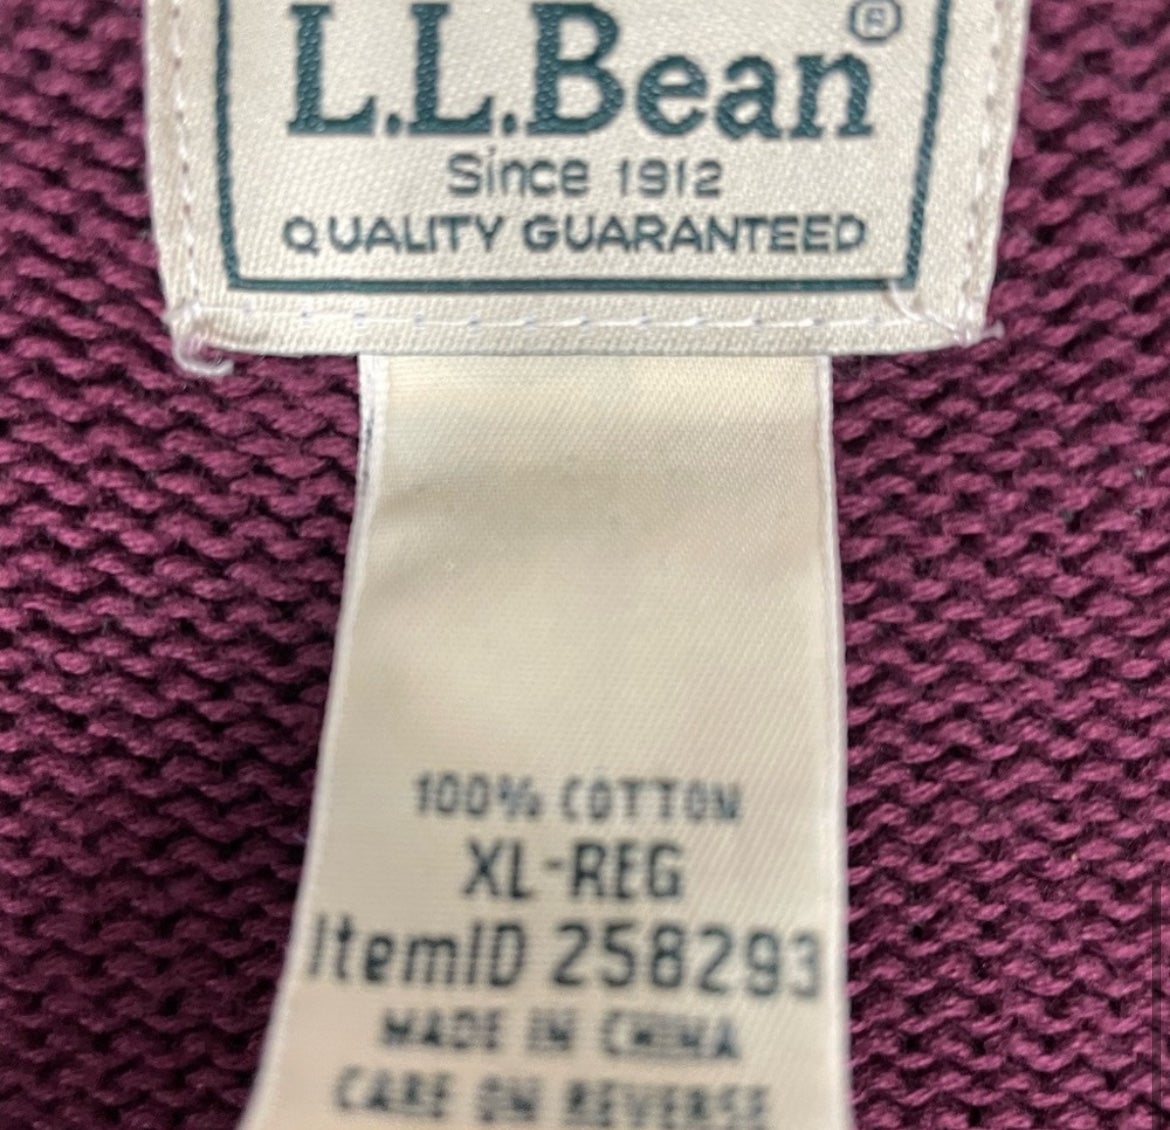 L.L.Bean®
Since 1912
QUALITY GUARANTEED
100% COTTON
XL-REG
ItemID 258293
MADE IN CHINA
CARE ON REVERSE